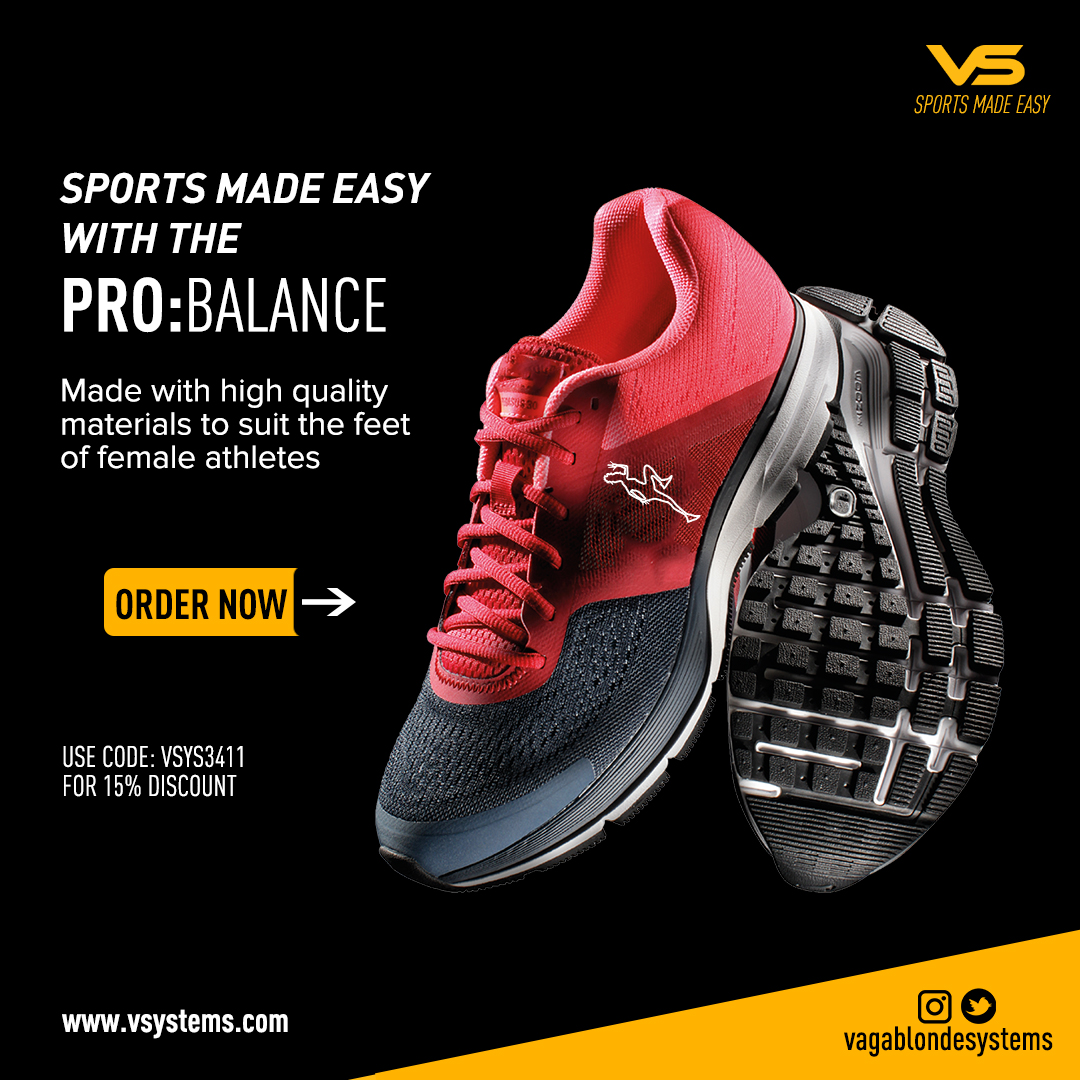 VS
SPORTS MADE EASY
SPORTS MADE EASY
WITH THE
PRO:BALANCE
Made with high quality
materials to suit the feet
of female athletes
ORDER NOW
USE CODE: VSYS3411
FOR 15% DISCOUNT
www.vsystems.com
vagablondesystems